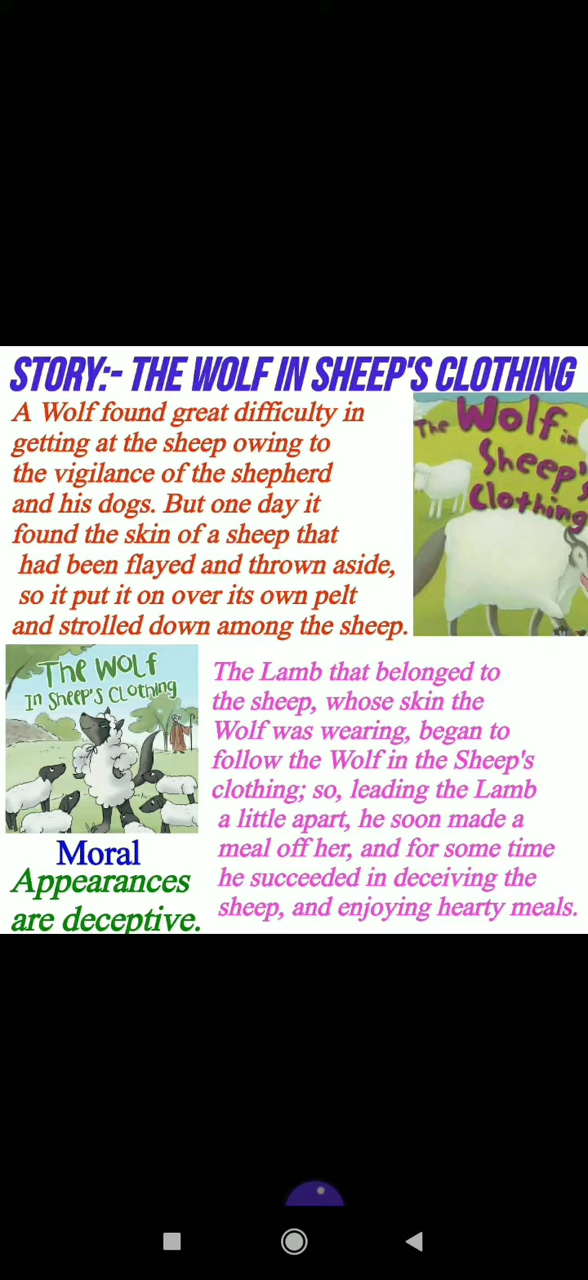 STORY:- THE WOLF IN SHEEP'S CLOTHING
A Wolf found great difficulty in
getting at the sheep owing to
the vigilance of the shepherd
and his dogs. But one day it
found the skin of a sheep that
had been flayed and thrown aside,
so it put it on over its own pelt
and strolled down among the sheep.
The Wolf in
Sheep's
Clothing
The Wolf
In Sheep's Clothing
The Lamb that belonged to
the sheep, whose skin the
Wolf was wearing, began to
follow the Wolf in the Sheep's
clothing; so, leading the Lamb
a little apart, he soon made a
meal off her, and for some time
he succeeded in deceiving the
sheep, and enjoying hearty meals.
Moral
Appearances
are deceptive.